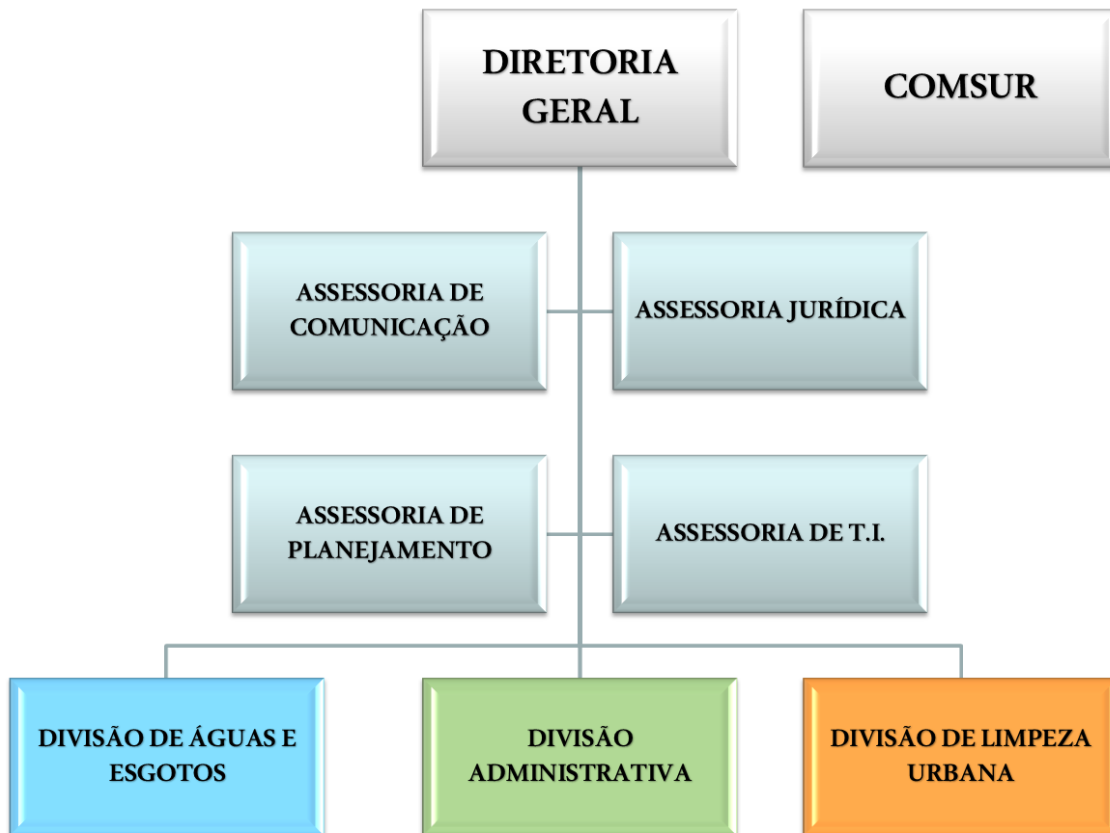 DIRETORIA
GERAL
COMSUR
ASSESSORIA DE
COMUNICAÇÃO
ASSESSORIA JURÍDICA
ASSESSORIA DE
PLANEJAMENTO
ASSESSORIA DE T.I.
DIVISÃO DE ÁGUAS E
ESGOTOS
DIVISÃO
ADMINISTRATIVA
DIVISÃO DE LIMPEZA
URBANA